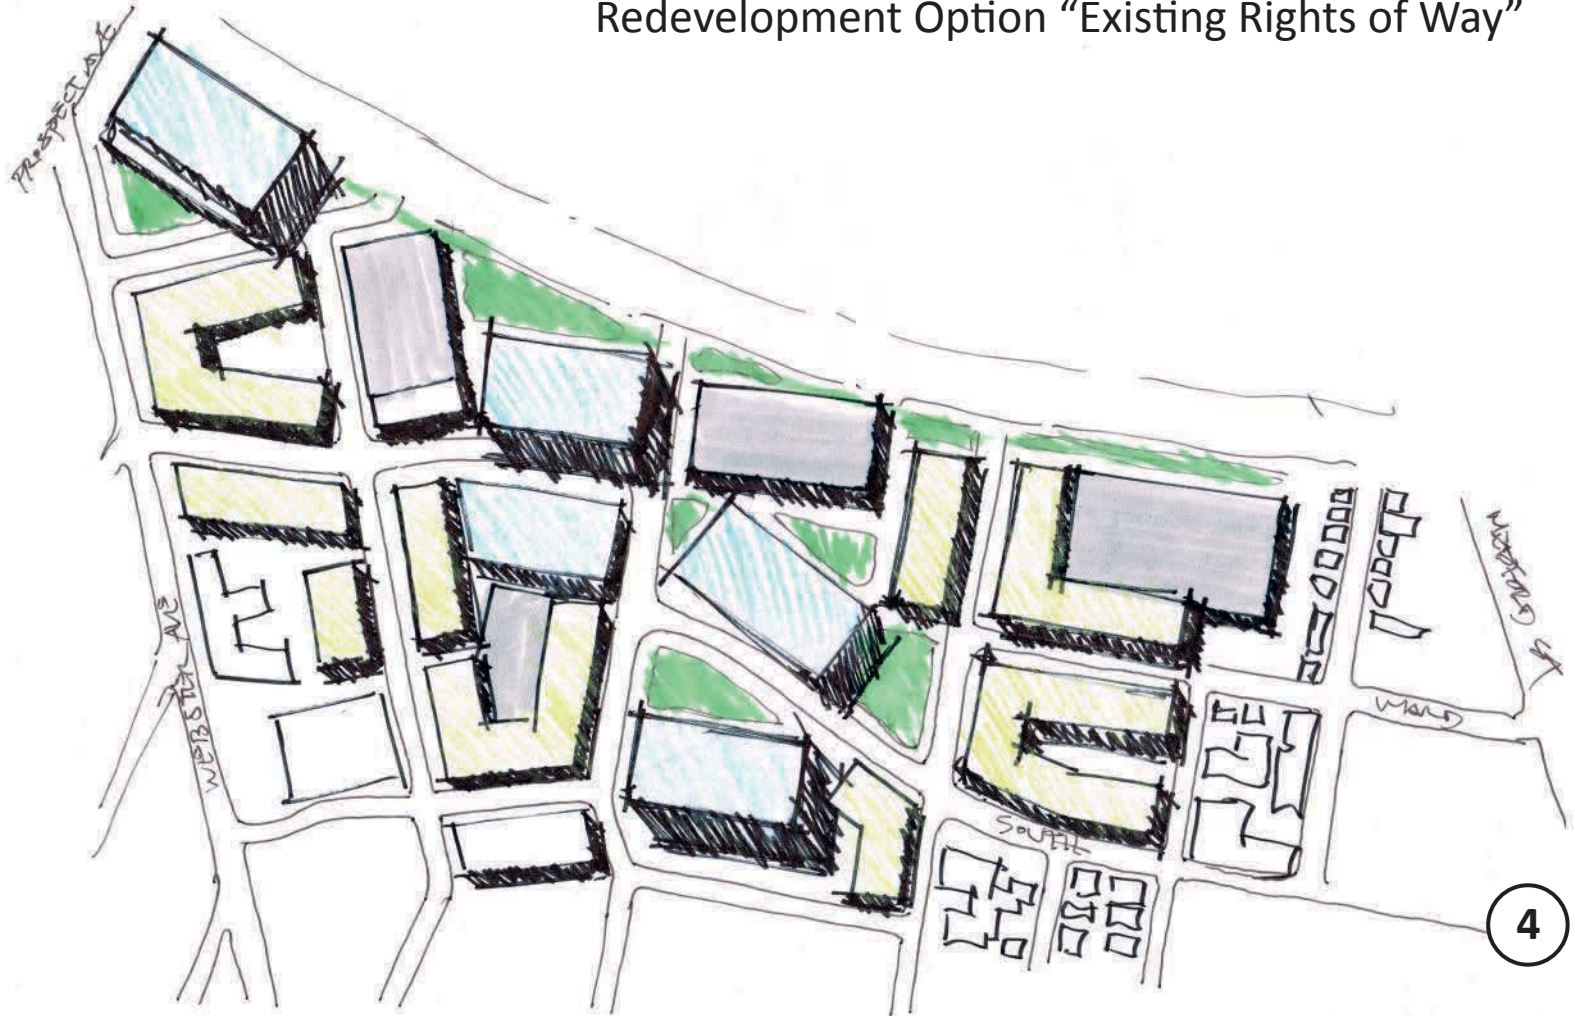 Redevelopment Option “Existing Rights of Way”
PROSPECT AVE
WEBSTER AVE
WARD
SOUTH
4